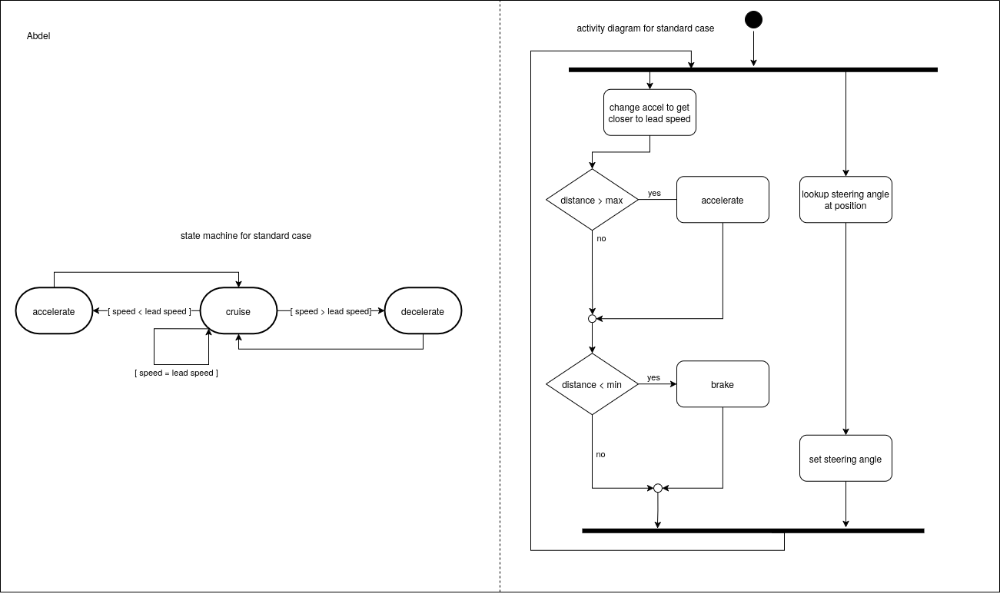 Abdel
state machine for standard case
accelerate
[ speed < lead speed ]
cruise
[ speed > lead speed]
decelerate
[ speed = lead speed ]
activity diagram for standard case
change accel to get
closer to lead speed
distance > max
yes
accelerate
lookup steering angle
at position
no
distance < min
yes
brake
no
set steering angle